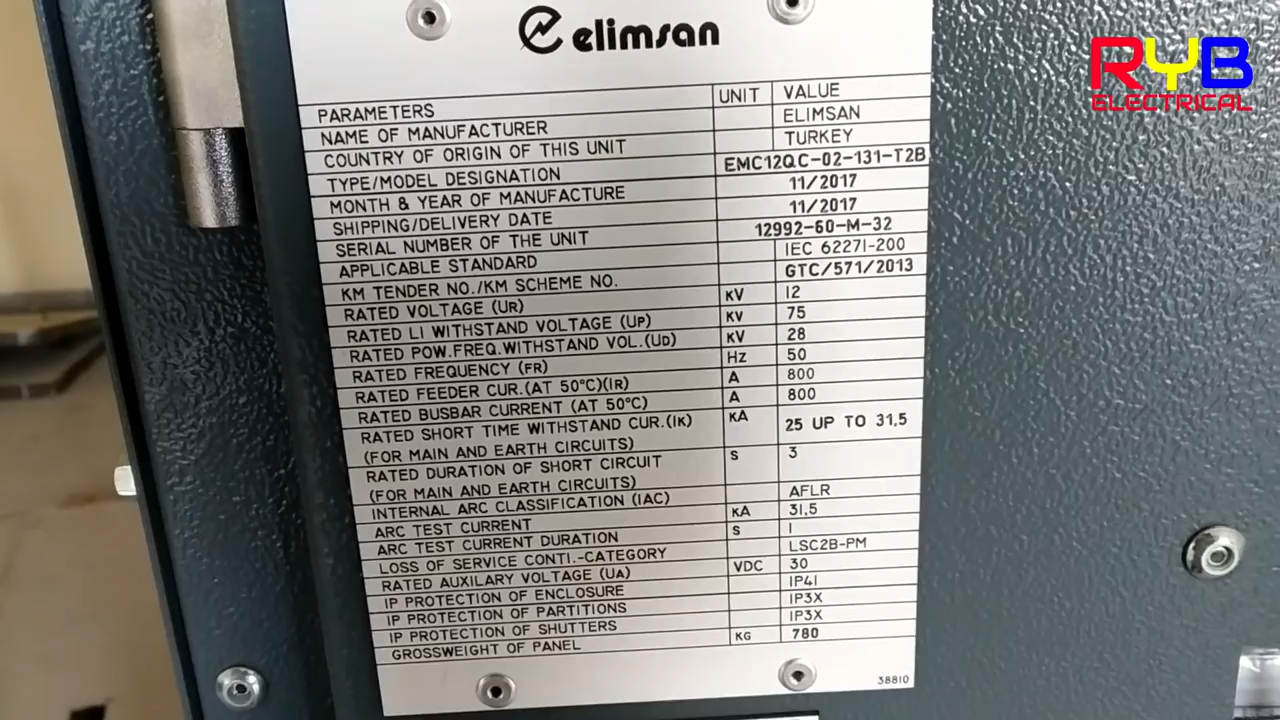 elimsan
RYB
ELECTRICAL
PARAMETERS UNIT VALUE
NAME OF MANUFACTURER ELIMSAN
COUNTRY OF ORIGIN OF THIS UNIT TURKEY
TYPE/MODEL DESIGNATION EMC12QC-02-131-T2B
MONTH & YEAR OF MANUFACTURE 11/2017
SHIPPING/DELIVERY DATE 11/2017
SERIAL NUMBER OF THE UNIT 12992-60-M-32
APPLICABLE STANDARD IEC 62271-200
KM TENDER NO./KM SCHEME NO. GTC/571/2013
RATED VOLTAGE (UR) KV 12
RATED LI WITHSTAND VOLTAGE (UP) KV 75
RATED POW.FREQ.WITHSTAND VOL.(UD) KV 28
RATED FREQUENCY (FR) Hz 50
RATED FEEDER CUR.(AT 50°C)(IR) A 800
RATED BUSBAR CURRENT (AT 50°C) A 800
RATED SHORT TIME WITHSTAND CUR.(IK) KA 25 UP TO 31,5
(FOR MAIN AND EARTH CIRCUITS)
RATED DURATION OF SHORT CIRCUIT S 3
(FOR MAIN AND EARTH CIRCUITS)
INTERNAL ARC CLASSIFICATION (IAC) AFLR
ARC TEST CURRENT KA 31,5
ARC TEST CURRENT DURATION S 1
LOSS OF SERVICE CONTI.-CATEGORY LSC2B-PM
RATED AUXILARY VOLTAGE (UA) VDC 30
IP PROTECTION OF ENCLOSURE IP41
IP PROTECTION OF PARTITIONS IP3X
IP PROTECTION OF SHUTTERS IP3X
GROSSWEIGHT OF PANEL KG 780
38810